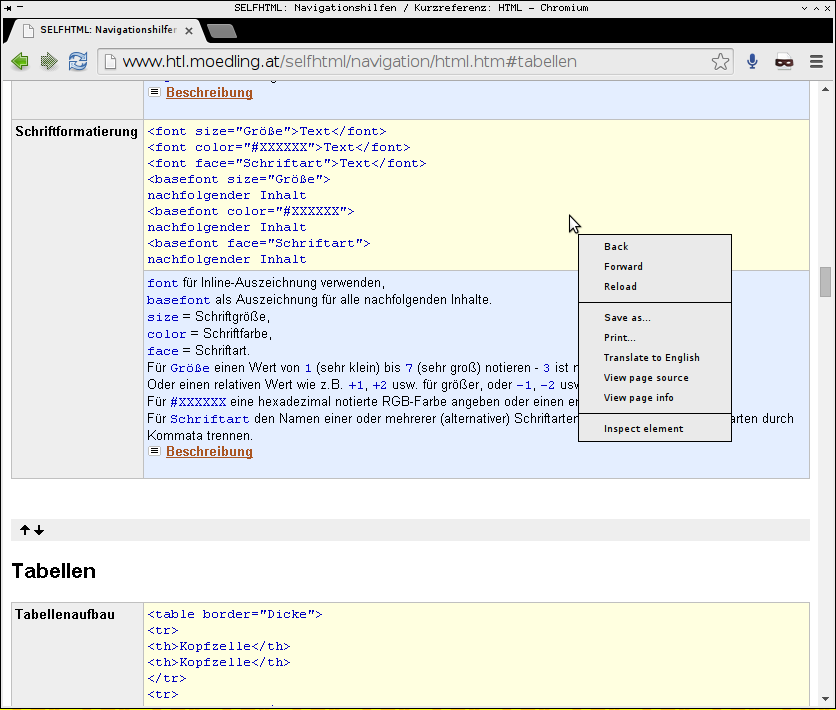 SELFHTML: Navigationshilfen / Kurzreferenz: HTML - Chromium
SELFHTML: Navigationshilfen
www.htl.moedling.at/selfhtml/navigation/html.htm#tabellen
Beschreibung
Schriftformatierung
<font size="Größe">Text</font>
<font color="#XXXXXX">Text</font>
<font face="Schriftart">Text</font>
<basefont size="Größe">
nachfolgender Inhalt
<basefont color="#XXXXXX">
nachfolgender Inhalt
<basefont face="Schriftart">
nachfolgender Inhalt
font für Inline-Auszeichnung verwenden,
basefont als Auszeichnung für alle nachfolgenden Inhalte.
size = Schriftgröße,
color = Schriftfarbe,
face = Schriftart.
Für Größe einen Wert von 1 (sehr klein) bis 7 (sehr groß) notieren - 3 ist
Oder einen relativen Wert wie z.B. +1, +2 usw. für größer, oder -1, -2
Für #XXXXXX eine hexadezimal notierte RGB-Farbe angeben oder einen
Für Schriftart den Namen einer oder mehrerer (alternativer) Schriftarten durch
Kommata trennen.
Beschreibung
Back
Forward
Reload
Save as...
Print...
Translate to English
View page source
View page info
Inspect element
Tabellen
Tabellenaufbau
<table border="Dicke">
<tr>
<th>Kopfzelle</th>
<th>Kopfzelle</th>
</tr>
<tr>